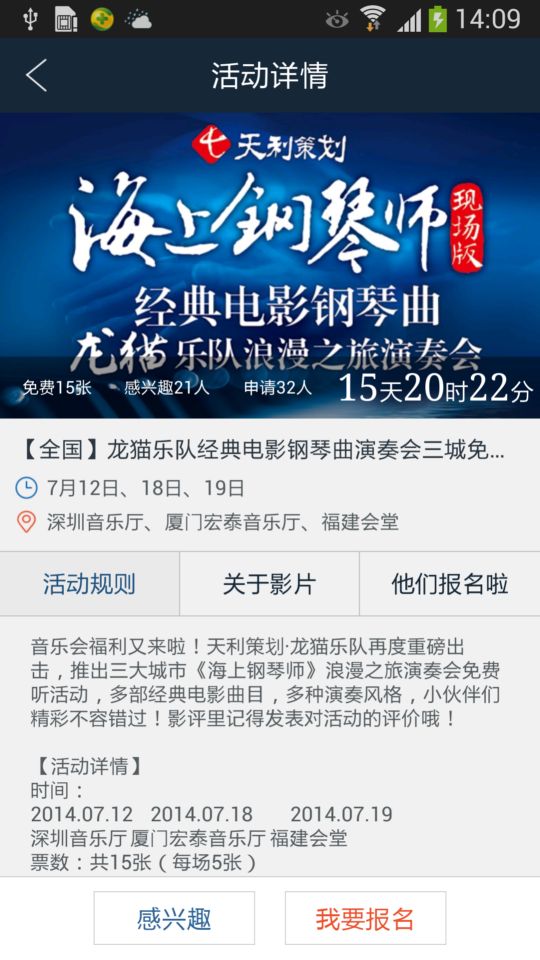 14:09
活动详情
天利策划
海上钢琴师
现场版
经典电影钢琴曲
龙猫乐队浪漫之旅演奏会
免费15张 感兴趣21人 申请32人 15天20时22分
【全国】龙猫乐队经典电影钢琴曲演奏会三城免...
7月12日、18日、19日
深圳音乐厅、厦门宏泰音乐厅、福建会堂
活动规则 关于影片 他们报名啦
音乐会福利又来啦！天利策划·龙猫乐队再度重磅出
击，推出三大城市《海上钢琴师》浪漫之旅演奏会免费
听活动，多部经典电影曲目，多种演奏风格，小伙伴们
精彩不容错过！影评里记得发表对活动的评价哦！
【活动详情】
时间：
2014.07.12 2014.07.18 2014.07.19
深圳音乐厅 厦门宏泰音乐厅 福建会堂
票数：共15张（每场5张）
感兴趣 我要报名